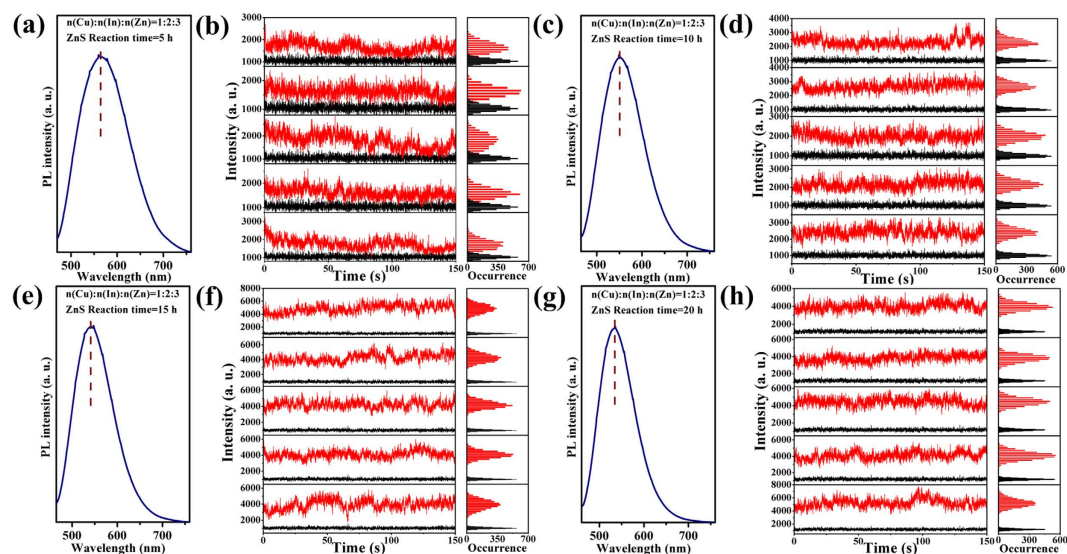 (a)
n(Cu):n(In):n(Zn)=1:2:3
ZnS Reaction time=5 h
PL intensity (a. u.)
500 600 700
Wavelength (nm)
(b)
Intensity (a. u.)
3000
2000
1000
2000
1000
2000
1000
2000
1000
3000
2000
1000
0 50 100 150
Time (s)
0 350 700
Occurrence
(c)
n(Cu):n(In):n(Zn)=1:2:3
ZnS Reaction time=10 h
PL intensity (a. u.)
500 600 700
Wavelength (nm)
(d)
Intensity (a. u.)
4000
3000
2000
1000
4000
3000
2000
1000
3000
2000
1000
3000
2000
1000
3000
2000
1000
0 50 100 150
Time (s)
0 300 600
Occurrence
(e)
n(Cu):n(In):n(Zn)=1:2:3
ZnS Reaction time=15 h
PL intensity (a. u.)
500 600 700
Wavelength (nm)
(f)
Intensity (a. u.)
8000
6000
4000
2000
6000
4000
2000
6000
4000
2000
6000
4000
2000
6000
4000
2000
0 50 100 150
Time (s)
0 350 700
Occurrence
(g)
n(Cu):n(In):n(Zn)=1:2:3
ZnS Reaction time=20 h
PL intensity (a. u.)
500 600 700
Wavelength (nm)
(h)
Intensity (a. u.)
6000
4000
2000
6000
4000
2000
6000
4000
2000
6000
4000
2000
8000
6000
4000
2000
0 50 100 150
Time (s)
0 300 600
Occurrence